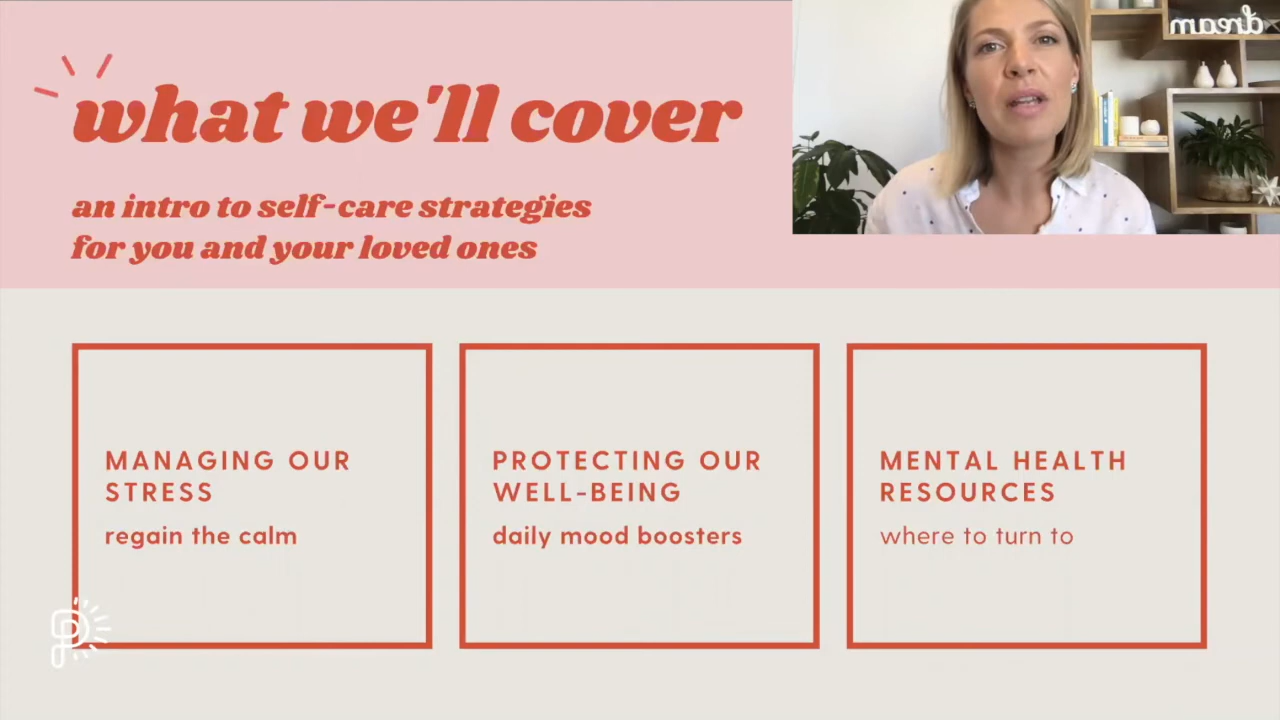 what we'll cover
dream
an intro to self-care strategies
for you and your loved ones
MANAGING OUR
STRESS
regain the calm
PROTECTING OUR
WELL-BEING
daily mood boosters
MENTAL HEALTH
RESOURCES
where to turn to